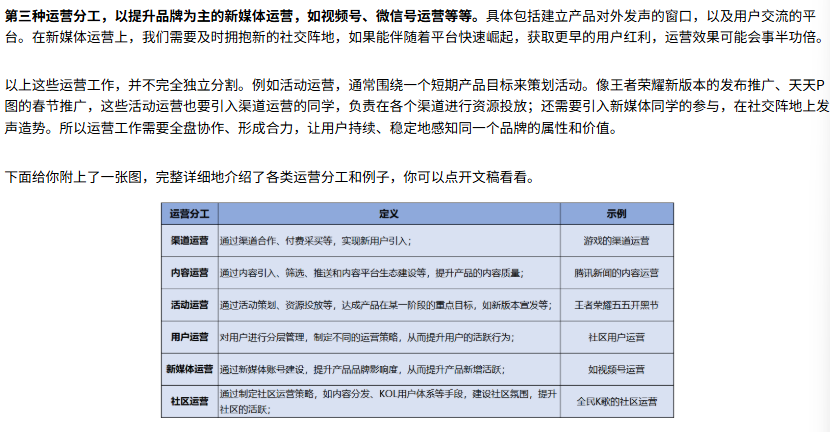 第三种运营分工，以提升品牌为主的新媒体运营，如视频号、微信号运营等等。具体包括建立产品对外发声的窗口，以及用户交流的平
台。在新媒体运营上，我们需要及时拥抱新的社交阵地，如果能伴随着平台快速崛起，获取更早的用户红利，运营效果可能会事半功倍。
以上这些运营工作，并不完全独立分割。例如活动运营，通常围绕一个短期产品目标来策划活动。像王者荣耀新版本的发布推广、天天P
图的春节推广，这些活动运营也要引入渠道运营的同学，负责在各个渠道进行资源投放；还需要引入新媒体同学的参与，在社交阵地上发
声造势。所以运营工作需要全盘协作、形成合力，让用户持续、稳定地感知同一个品牌的属性和价值。
下面给你附上了一张图，完整详细地介绍了各类运营分工和例子，你可以点开文稿看看。
运营分工 定义 示例
渠道运营 通过渠道合作、付费采买等，实现新用户引入； 游戏的渠道运营
内容运营 通过内容引入、筛选、推送和内容平台生态建设等，提升产品的内容质量； 腾讯新闻的内容运营
活动运营 通过活动策划、资源投放等，达成产品在某一阶段的重点目标，如新版本宣发等； 王者荣耀五五开黑节
用户运营 对用户进行分层管理，制定不同的运营策略，从而提升用户的活跃行为； 社区用户运营
新媒体运营 通过新媒体账号建设，提升产品品牌影响度，从而提升产品新增活跃； 如视频号运营
社区运营 通过制定社区运营策略，如内容分发、KOL用户体系等手段，建设社区氛围，提升 全民K歌的社区运营
社区的活跃；